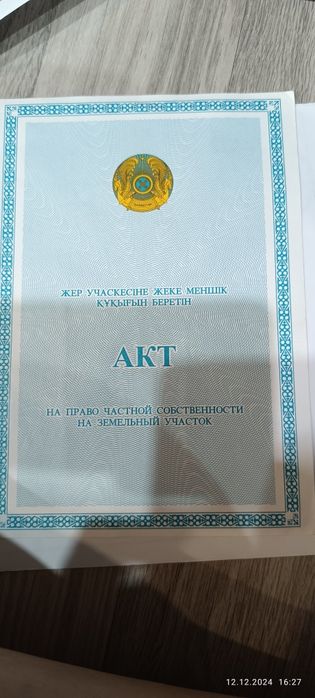 ЖЕР УЧАСКЕСІНЕ ЖЕКЕ МЕНШІК
ҚҰҚЫҒЫН БЕРЕТІН
АКТ
НА ПРАВО ЧАСТНОЙ СОБСТВЕННОСТИ
НА ЗЕМЕЛЬНЫЙ УЧАСТОК
12.12.2024 16:27